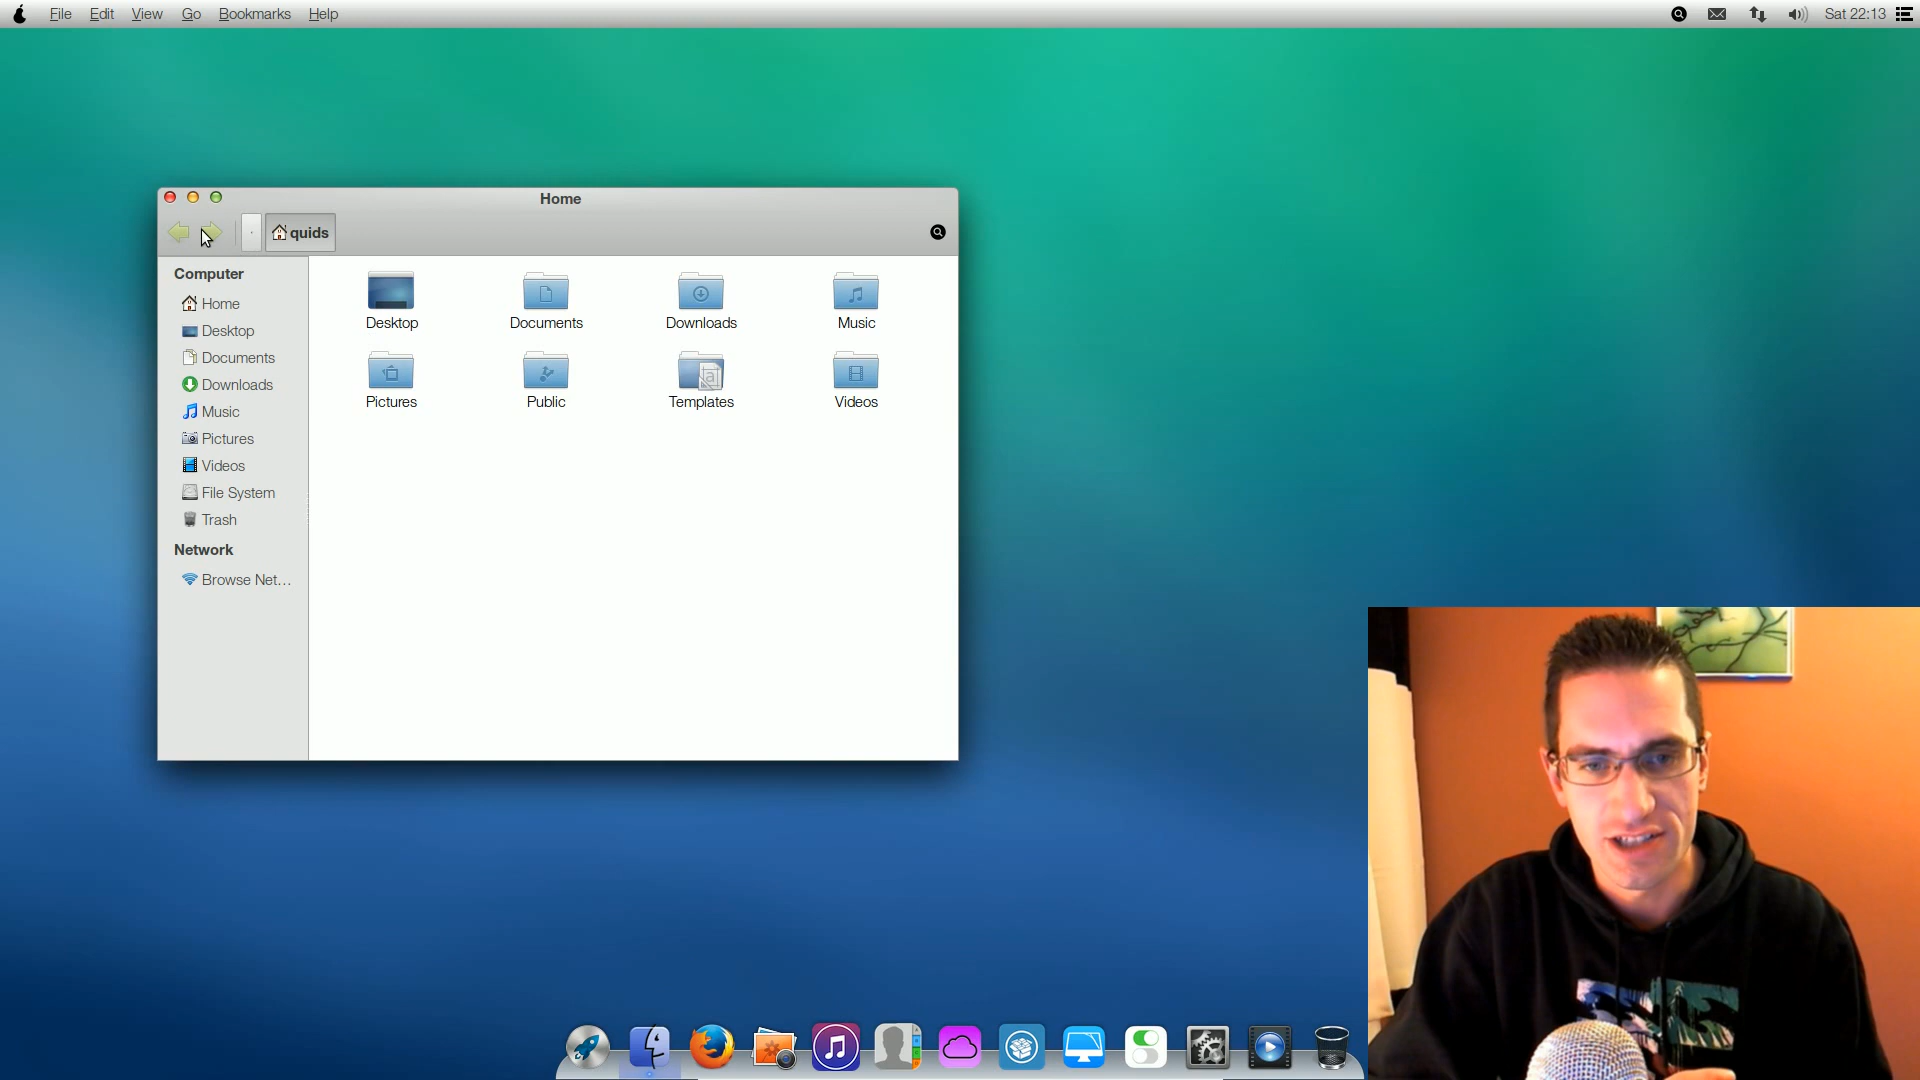 File Edit View Go Bookmarks Help
Sat 22:13
Home
quids
Computer
Home
Desktop
Documents
Downloads
Music
Pictures
Videos
File System
Trash
Network
Browse Net...
Desktop Documents Downloads Music
Pictures Public Templates Videos